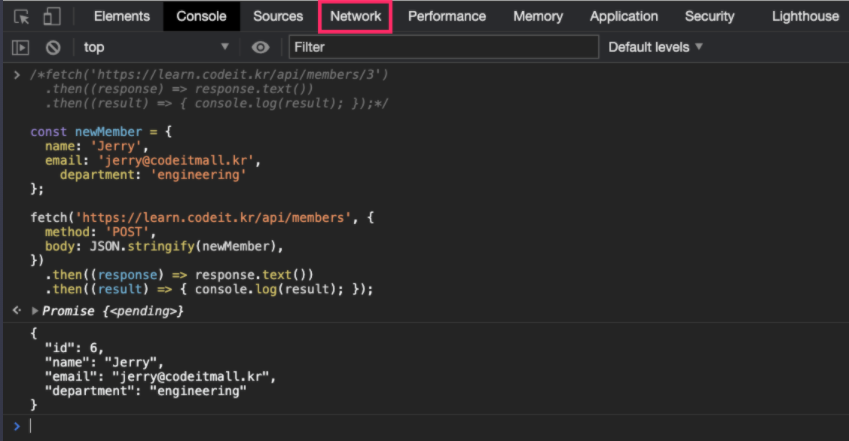 Elements Console Sources Network Performance Memory Application Security Lighthouse
top Filter Default levels
/*fetch('https://learn.codeit.kr/api/members/3')
  .then((response) => response.text())
  .then((result) => { console.log(result); });*/

const newMember = {
  name: 'Jerry',
  email: 'jerry@codeitmall.kr',
    department: 'engineering'
};

fetch('https://learn.codeit.kr/api/members', {
  method: 'POST',
  body: JSON.stringify(newMember),
})
  .then((response) => response.text())
  .then((result) => { console.log(result); });
Promise {<pending>}
{
  "id": 6,
  "name": "Jerry",
  "email": "jerry@codeitmall.kr",
  "department": "engineering"
}